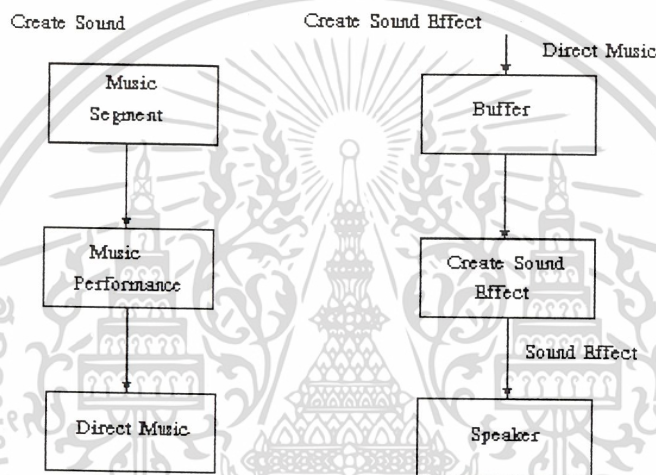 Create Sound
Music
Segment
Music
Performance
Direct Music
Create Sound Effect
Direct Music
Buffer
Create Sound
Effect
Sound Effect
Speaker